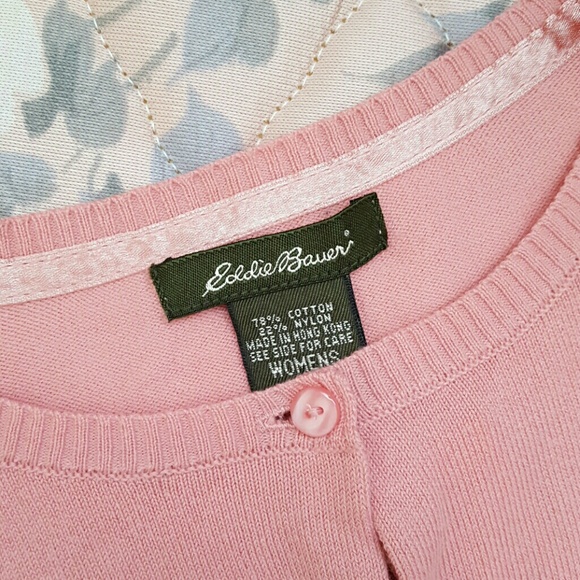 Eddie Bauer®
78% COTTON
22% NYLON
MADE IN HONG KONG
SEE SIDE FOR CARE
WOMENS